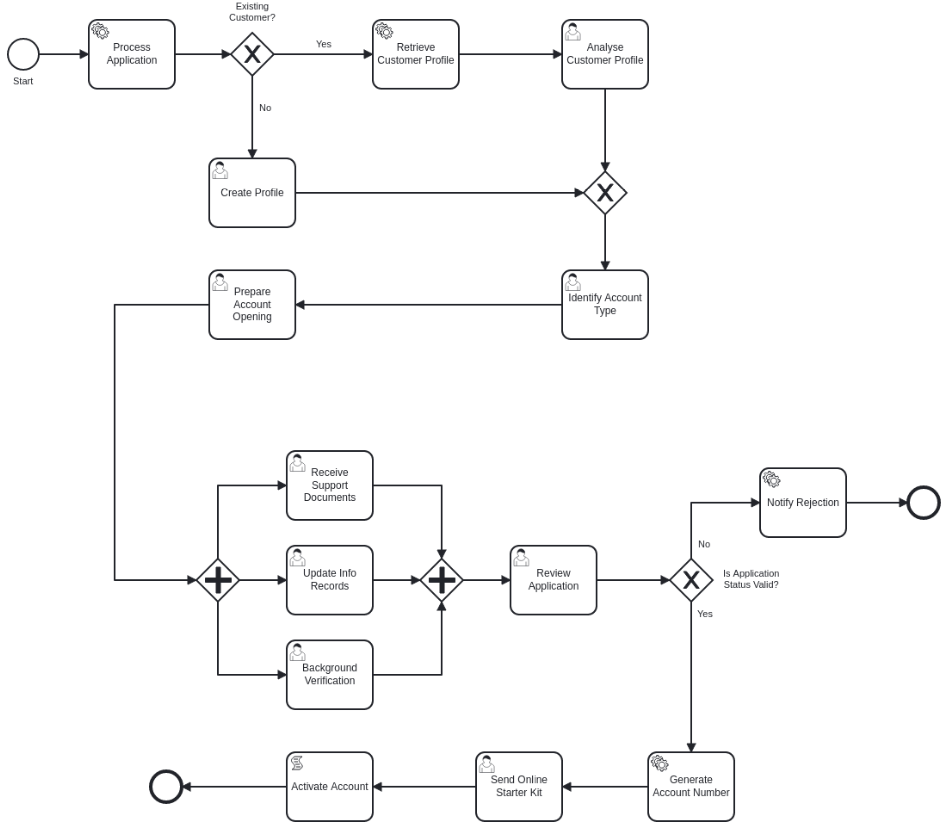 Existing
Customer?
Process
Application
Yes
Retrieve
Customer Profile
Analyse
Customer Profile
Start
No
Create Profile
Prepare
Account
Opening
Identify Account
Type
Receive
Support
Documents
Notify Rejection
No
Update Info
Records
Review
Application
Is Application
Status Valid?
Yes
Background
Verification
Activate Account
Send Online
Starter Kit
Generate
Account Number